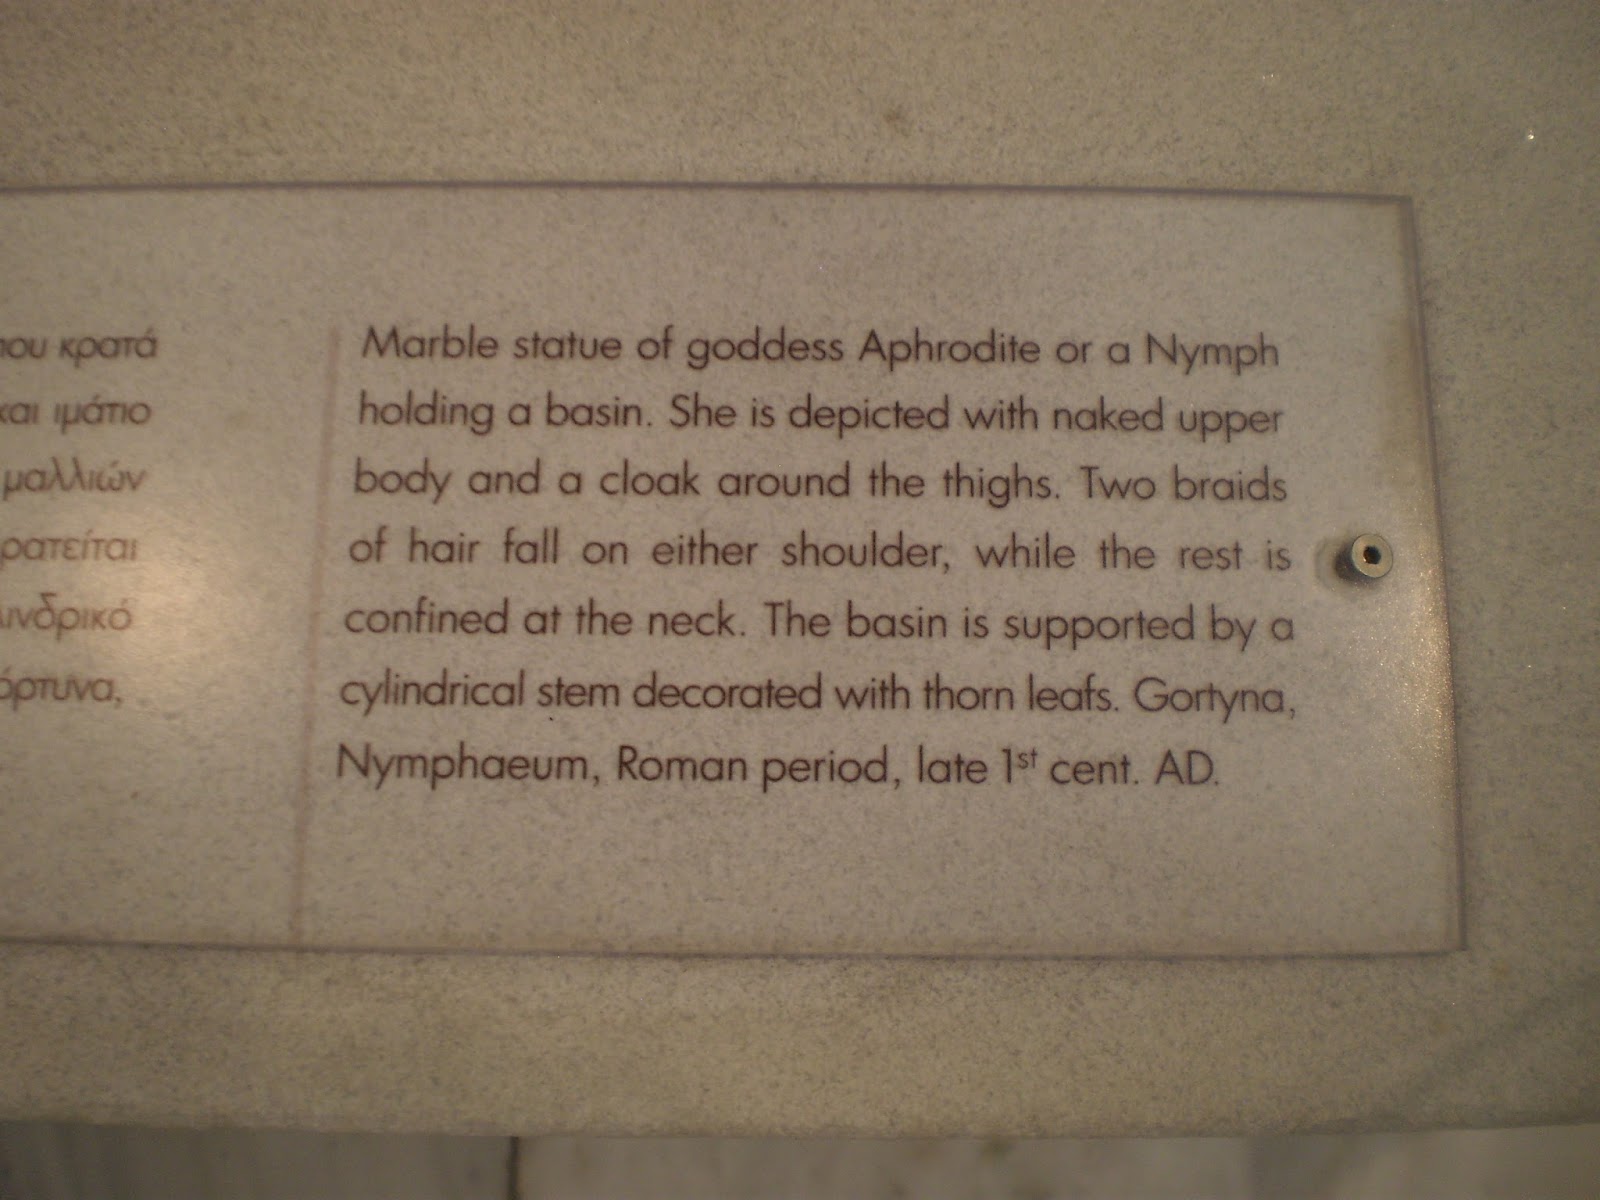 που κρατά
και ιμάτιο
μαλλιών
Marble statue of goddess Aphrodite or a Nymph
holding a basin. She is depicted with naked upper
body and a cloak around the thighs. Two braids
of hair fall on either shoulder, while the rest is
confined at the neck. The basin is supported by a
cylindrical stem decorated with thorn leafs. Gortyna,
Nymphaeum, Roman period, late 1st cent. AD.